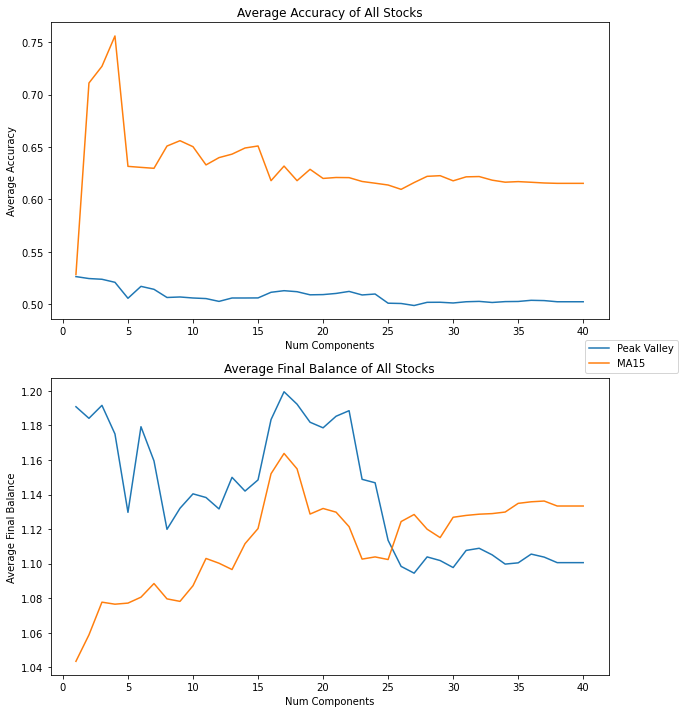 Average Accuracy of All Stocks
0.75
0.70
0.65
0.60
0.55
0.50
Average Accuracy
0 5 10 15 20 25 30 35 40
Num Components
Peak Valley
MA15
Average Final Balance of All Stocks
1.20
1.18
1.16
1.14
1.12
1.10
1.08
1.06
1.04
Average Final Balance
0 5 10 15 20 25 30 35 40
Num Components